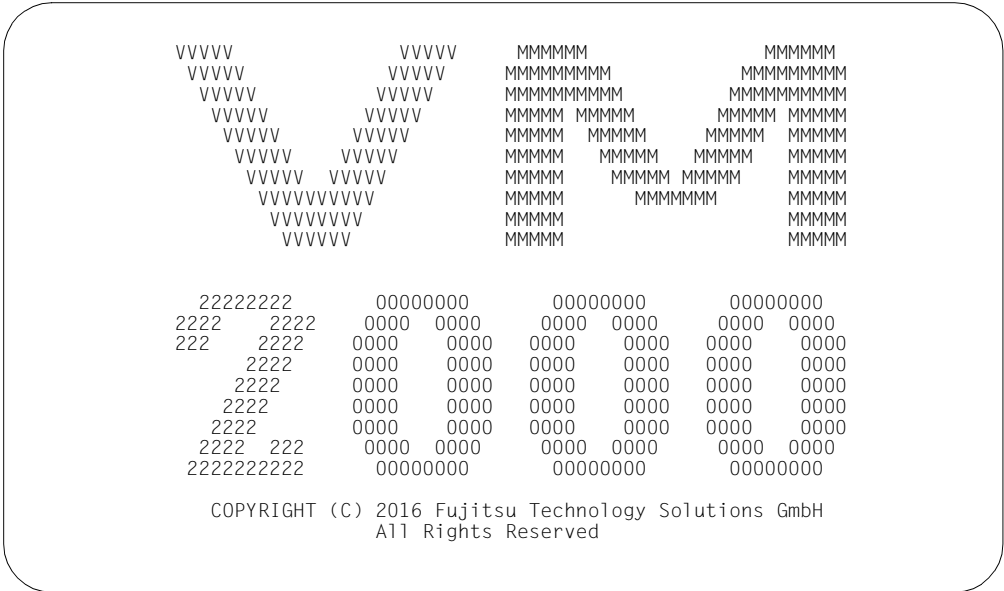 VVVVV              VVVVV     MMMMMM               MMMMMM
 VVVVV            VVVVV     MMMMMMMMM           MMMMMMMMM
  VVVVV          VVVVV      MMMMMMMMMM         MMMMMMMMMM
   VVVVV        VVVVV       MMMMM MMMMM       MMMMM MMMMM
    VVVVV      VVVVV        MMMMM  MMMMM     MMMMM  MMMMM
     VVVVV    VVVVV         MMMMM   MMMMM   MMMMM   MMMMM
      VVVVV  VVVVV          MMMMM    MMMMM MMMMM    MMMMM
       VVVVVVVVVV           MMMMM      MMMMMMM      MMMMM
        VVVVVVVV            MMMMM                   MMMMM
         VVVVVV             MMMMM                   MMMMM
  22222222       00000000       00000000       00000000
2222    2222    0000  0000     0000  0000     0000  0000
222    2222    0000    0000   0000    0000   0000    0000
      2222     0000    0000   0000    0000   0000    0000
     2222      0000    0000   0000    0000   0000    0000
    2222       0000    0000   0000    0000   0000    0000
   2222        0000    0000   0000    0000   0000    0000
  2222  222     0000  0000     0000  0000     0000  0000
 2222222222      00000000       00000000       00000000
COPYRIGHT (C) 2016 Fujitsu Technology Solutions GmbH
All Rights Reserved